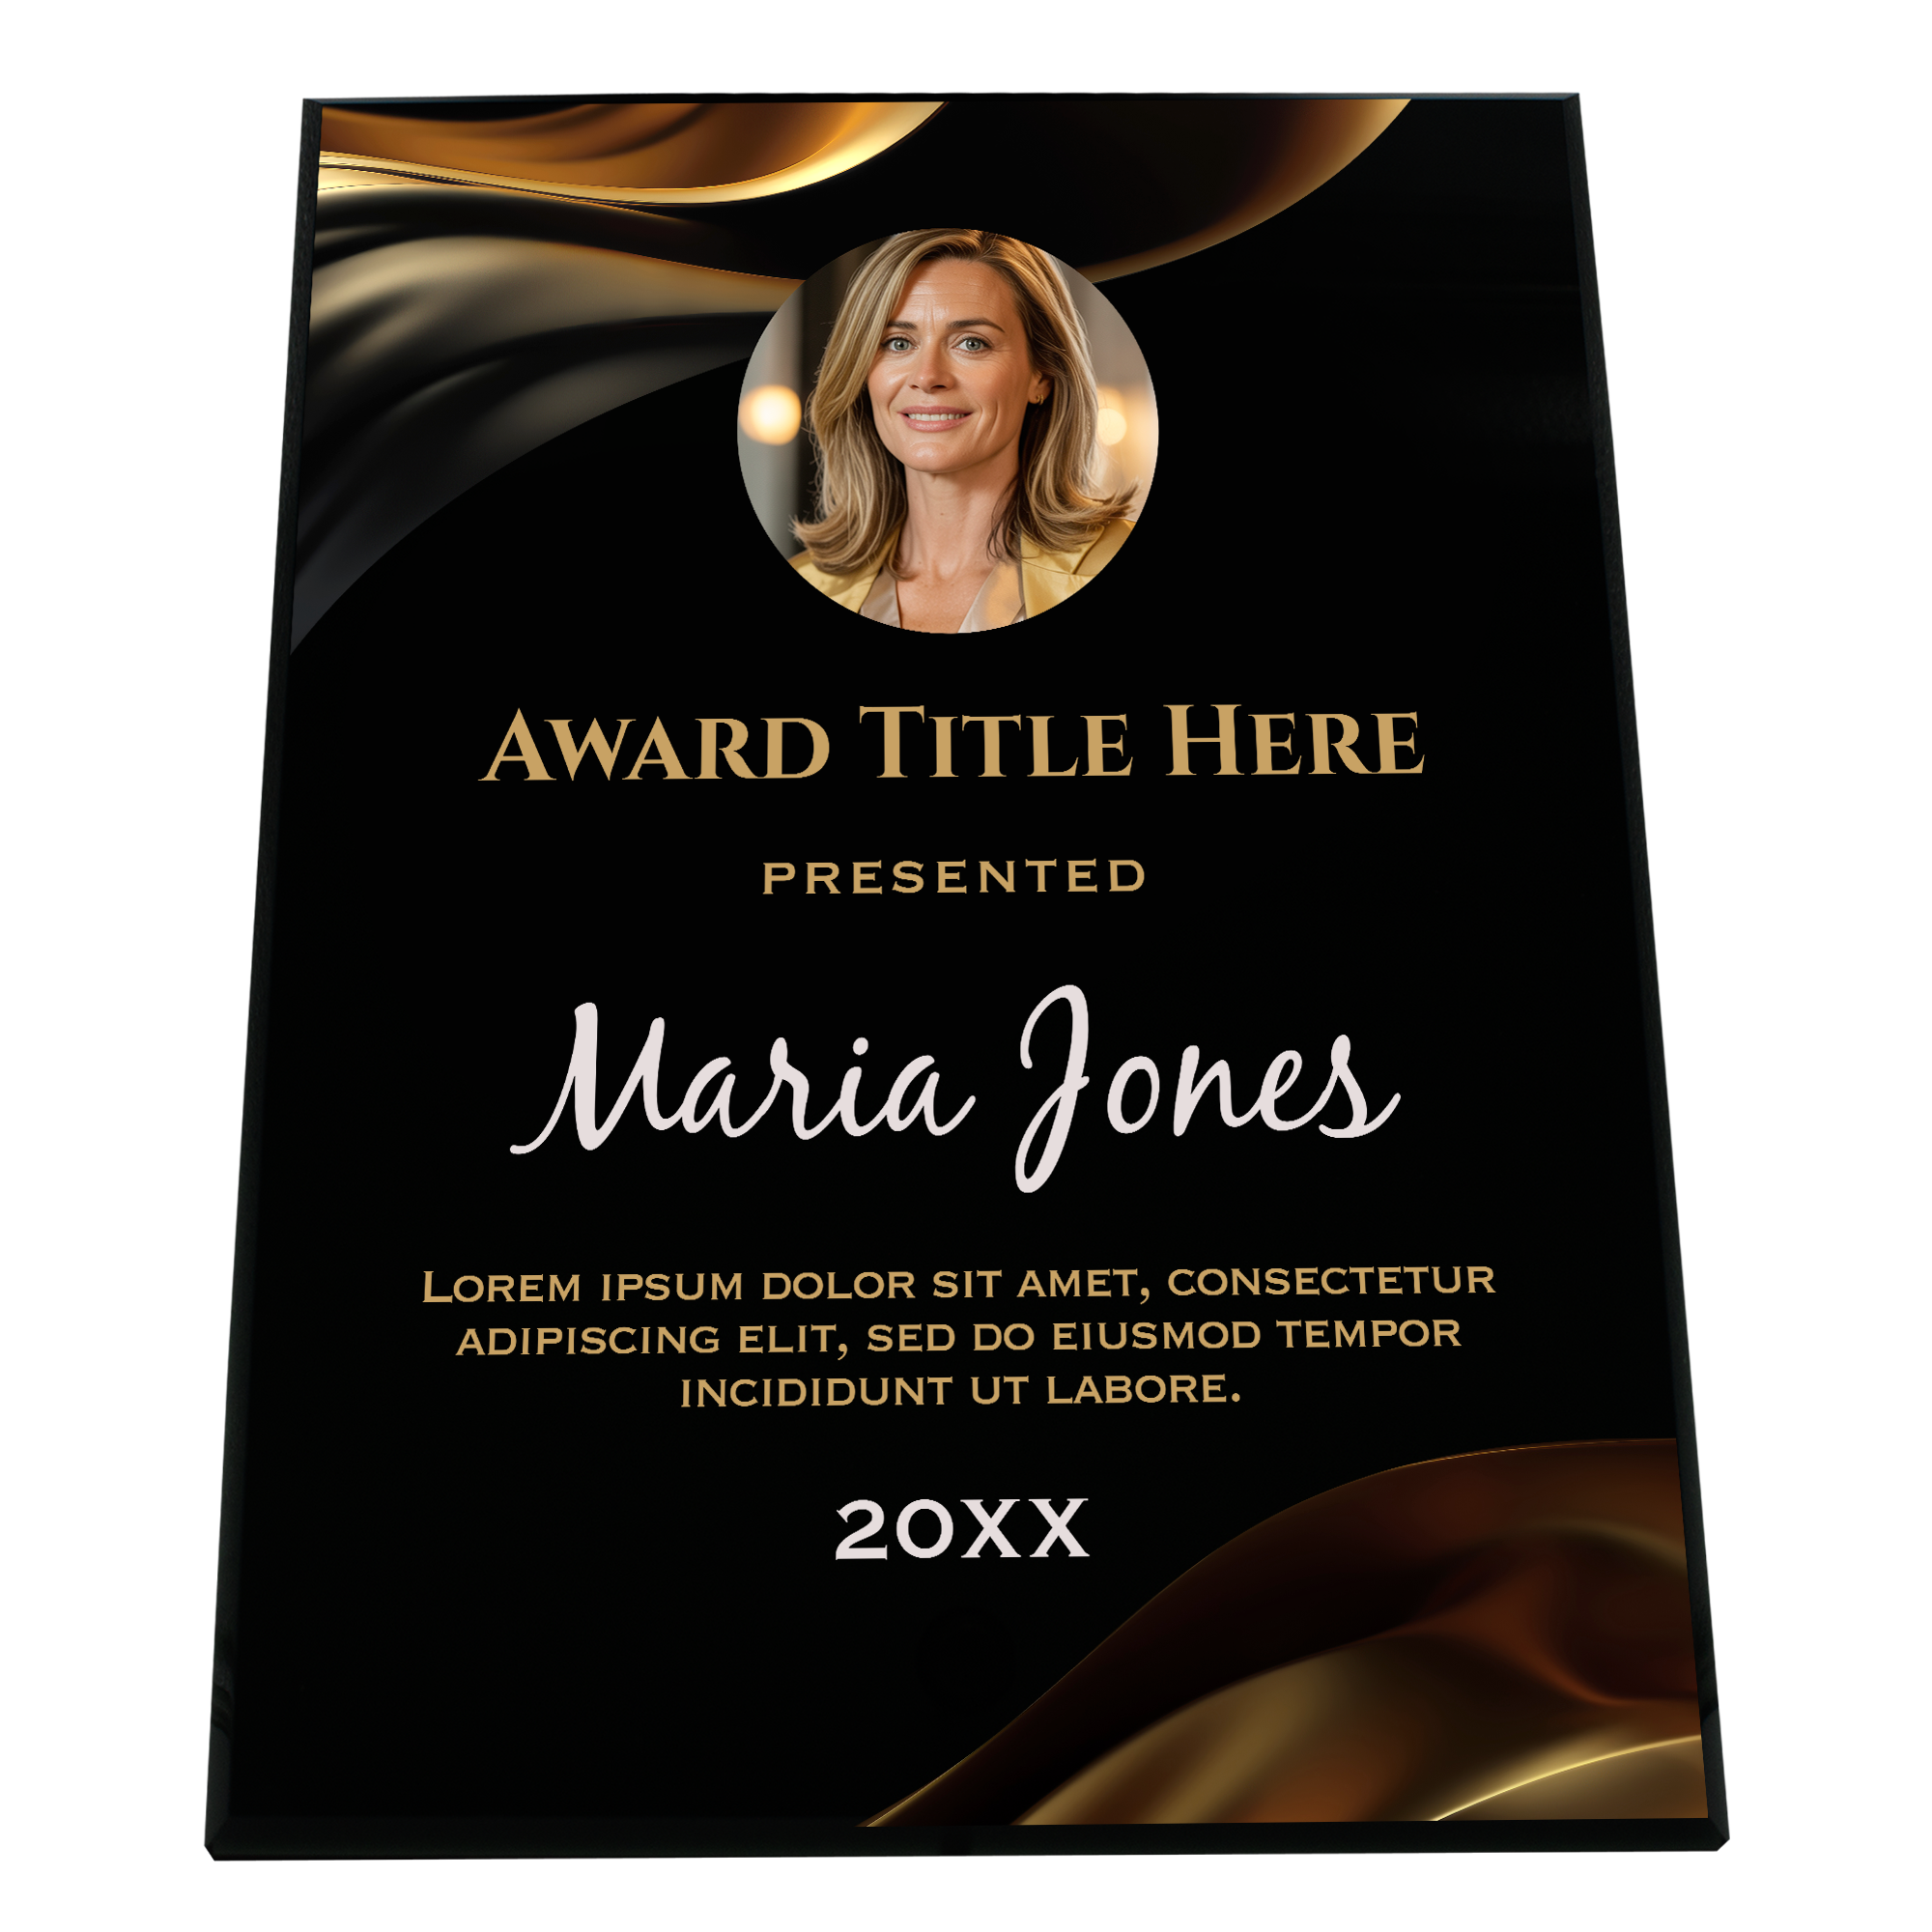 Award Title Here
PRESENTED
Maria Jones
Lorem ipsum dolor sit amet, consectetur
adipiscing elit, sed do eiusmod tempor
incididunt ut labore.
20XX